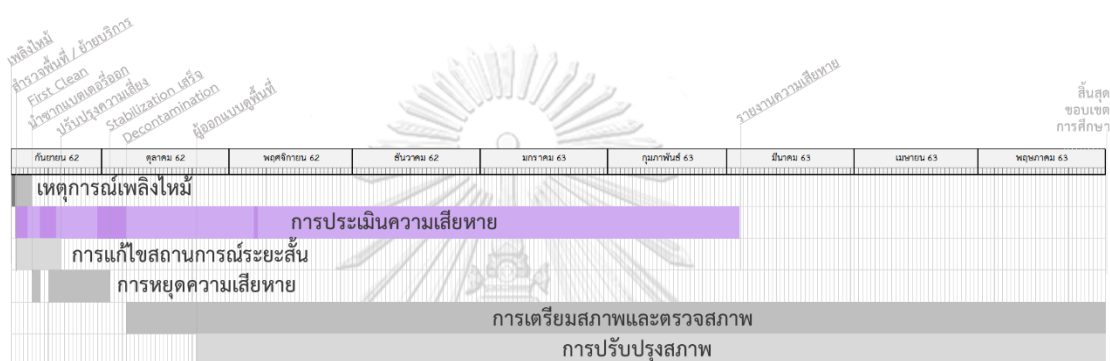 เพลิงไหม้
สำรวจพื้นที่ / ย้ายบริการ
First Clean
นำซากแบตเตอรี่ออก
ปรับปรุงความเสี่ยง
Stabilization เสร็จ
Decontamination
ผู้ออกแบบดูพื้นที่
รายงานความเสียหาย
สิ้นสุด
ขอบเขต
การศึกษา
กันยายน 62 ตุลาคม 62 พฤศจิกายน 62 ธันวาคม 62 มกราคม 63 กุมภาพันธ์ 63 มีนาคม 63 เมษายน 63 พฤษภาคม 63
เหตุการณ์เพลิงไหม้
การประเมินความเสียหาย
การแก้ไขสถานการณ์ระยะสั้น
การหยุดความเสียหาย
การเตรียมสภาพและตรวจสภาพ
การปรับปรุงสภาพ